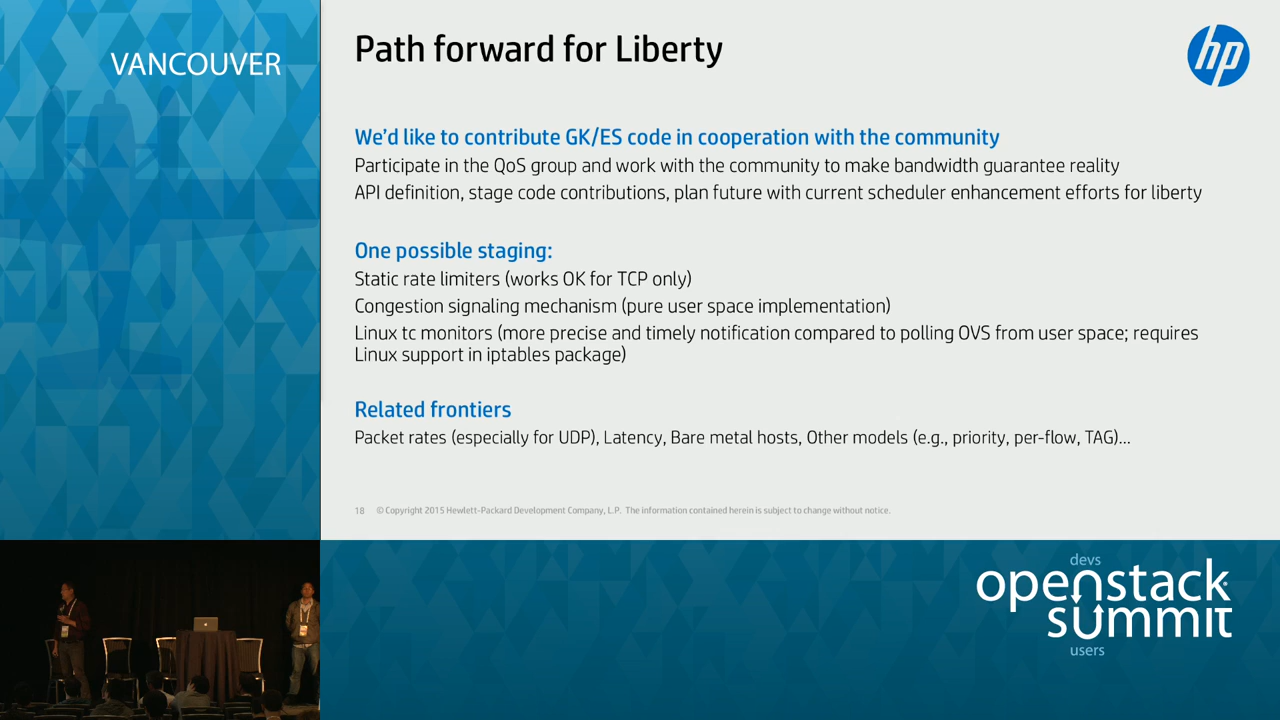 VANCOUVER
Path forward for Liberty
hp
We'd like to contribute GK/ES code in cooperation with the community
Participate in the QoS group and work with the community to make bandwidth guarantee reality
API definition, stage code contributions, plan future with current scheduler enhancement efforts for liberty
One possible staging:
Static rate limiters (works OK for TCP only)
Congestion signaling mechanism (pure user space implementation)
Linux tc monitors (more precise and timely notification compared to polling OVS from user space; requires
Linux support in iptables package)
Related frontiers
Packet rates (especially for UDP), Latency, Bare metal hosts, Other models (e.g., priority, per-flow, TAG)...
18 © Copyright 2015 Hewlett-Packard Development Company, L.P. The information contained herein is subject to change without notice.
devs
openstack
summit
users